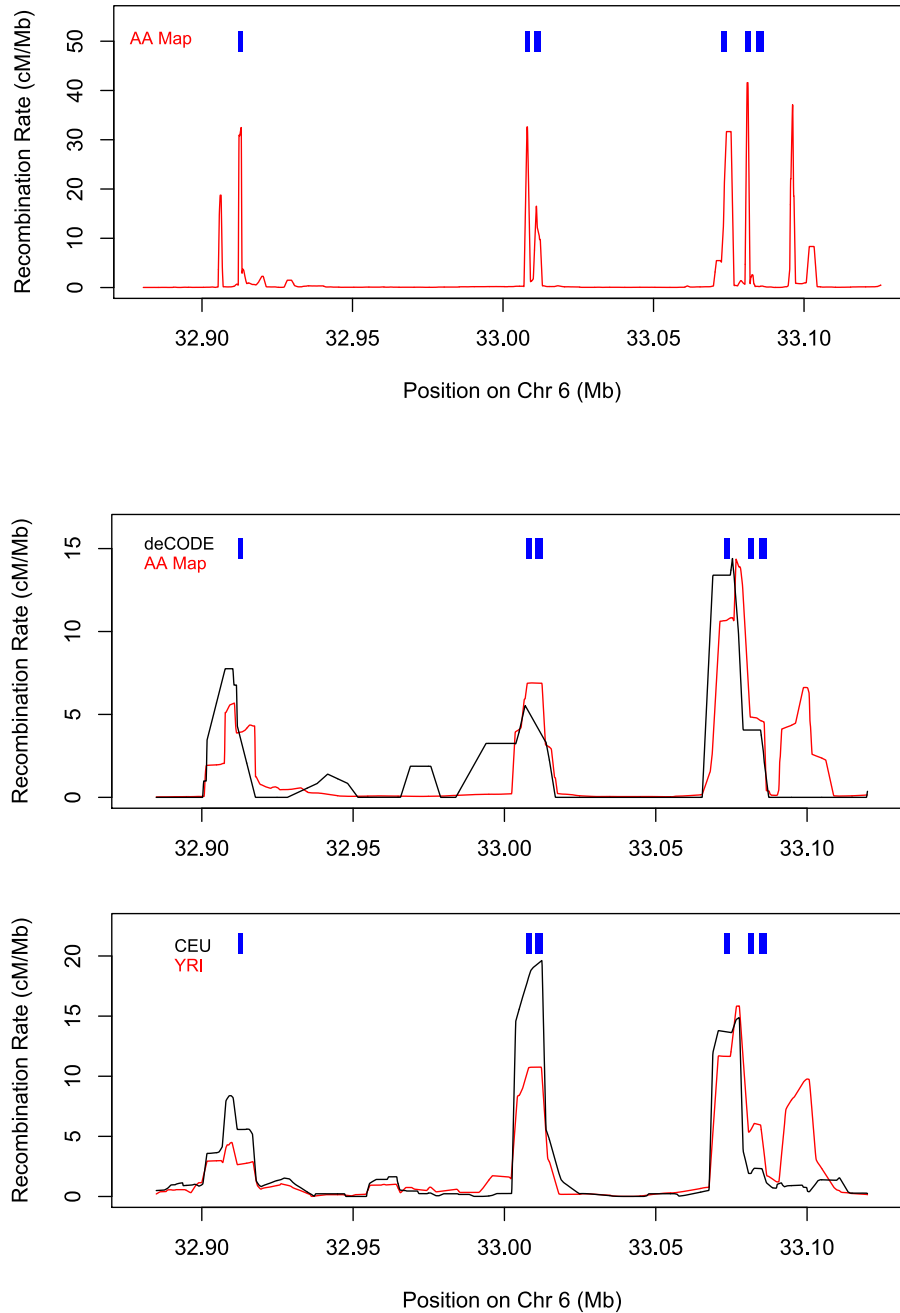 AA Map
Recombination Rate (cM/Mb)
50
40
30
20
10
0
32.90 32.95 33.00 33.05 33.10
Position on Chr 6 (Mb)
deCODE
AA Map
Recombination Rate (cM/Mb)
15
10
5
0
32.90 32.95 33.00 33.05 33.10
CEU
YRI
Recombination Rate (cM/Mb)
20
15
10
5
0
32.90 32.95 33.00 33.05 33.10
Position on Chr 6 (Mb)